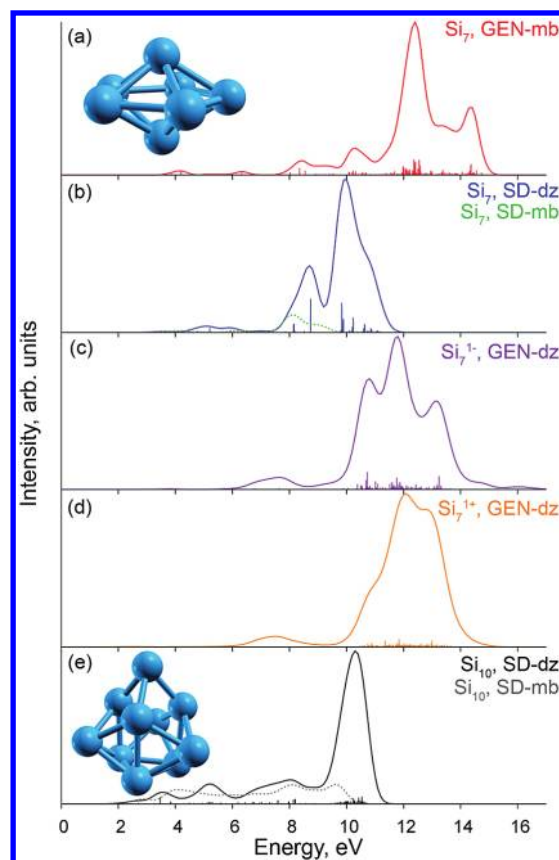 (a)
Si₇, GEN-mb
(b)
Si₇, SD-dz
Si₇, SD-mb
(c)
Si₇¹⁻, GEN-dz
(d)
Si₇¹⁺, GEN-dz
(e)
Si₁₀, SD-dz
Si₁₀, SD-mb
Intensity, arb. units
0 2 4 6 8 10 12 14 16
Energy, eV